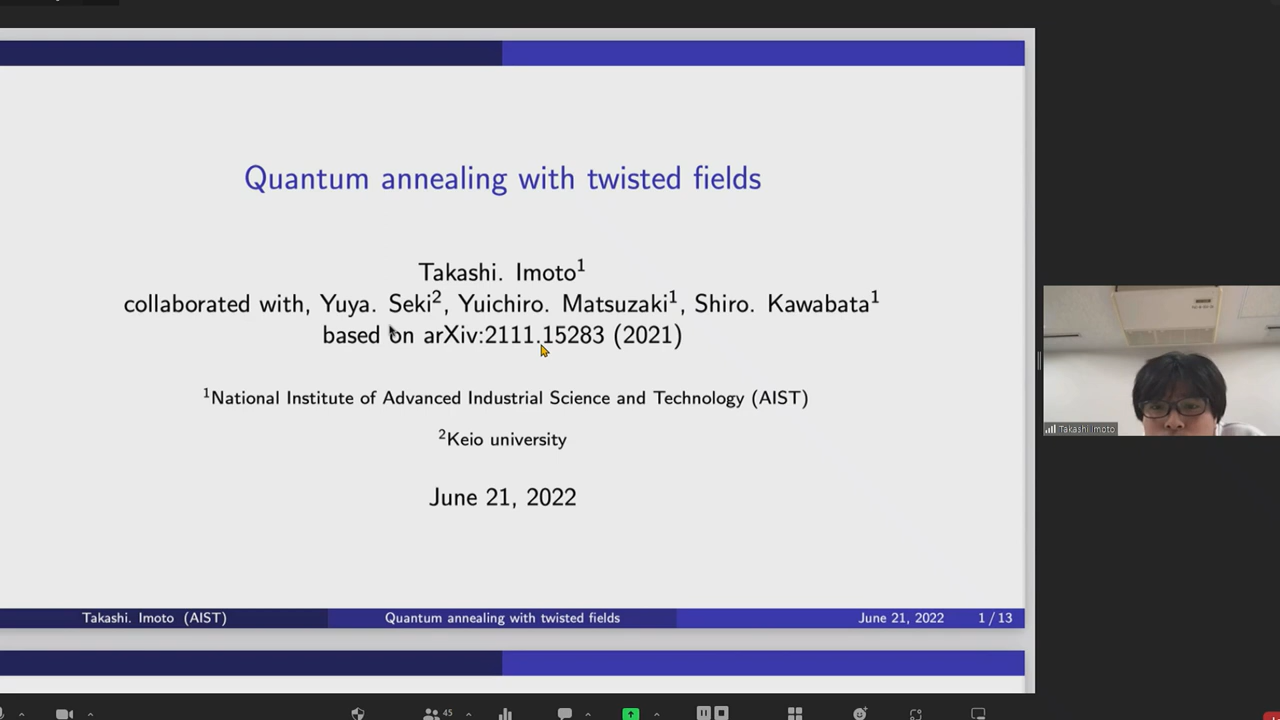 Quantum annealing with twisted fields
Takashi. Imoto¹
collaborated with, Yuya. Seki², Yuichiro. Matsuzaki¹, Shiro. Kawabata¹
based on arXiv:2111.15283 (2021)
¹National Institute of Advanced Industrial Science and Technology (AIST)
²Keio university
June 21, 2022
Takashi. Imoto (AIST)
Quantum annealing with twisted fields
June 21, 2022
1 / 13
Takashi Imoto
45